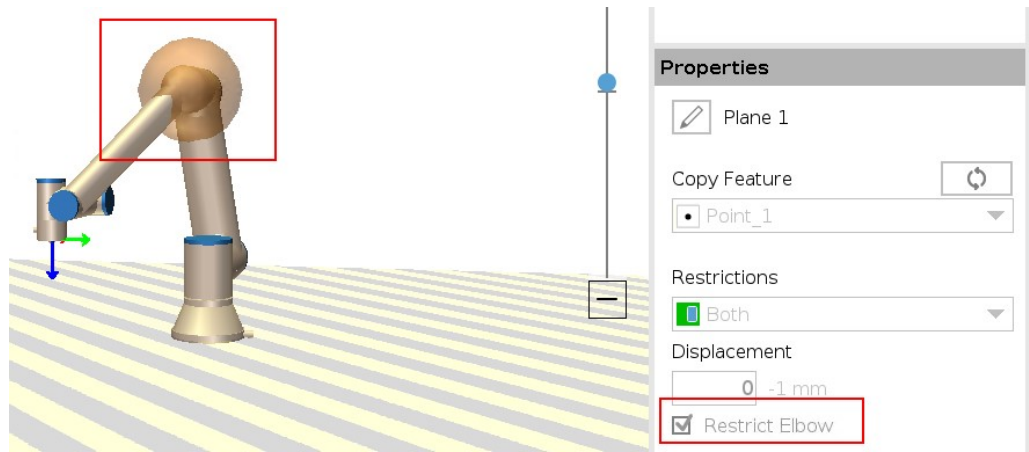 Properties
Plane 1
Copy Feature
Point_1
Restrictions
Both
Displacement
0 -1 mm
Restrict Elbow